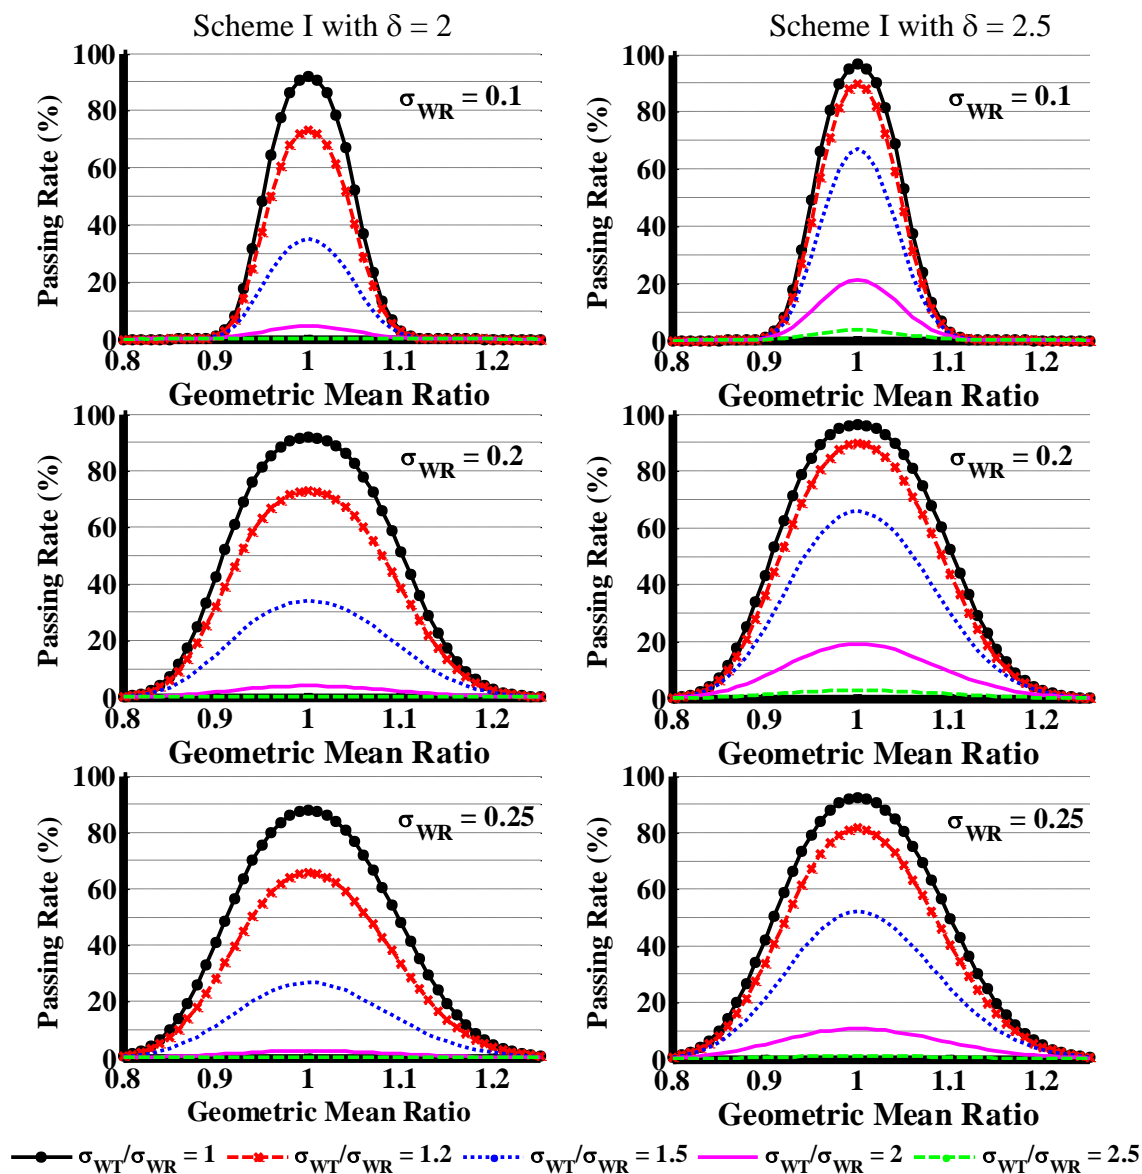 Scheme I with δ = 2
Scheme I with δ = 2.5
100
80
60
40
20
0
Passing Rate (%)
σWR = 0.1
0.8 0.9 1 1.1 1.2
Geometric Mean Ratio
100
80
60
40
20
0
Passing Rate (%)
σWR = 0.1
0.8 0.9 1 1.1 1.2
Geometric Mean Ratio
100
80
60
40
20
0
Passing Rate (%)
σWR = 0.2
0.8 0.9 1 1.1 1.2
Geometric Mean Ratio
100
80
60
40
20
0
Passing Rate (%)
σWR = 0.2
0.8 0.9 1 1.1 1.2
Geometric Mean Ratio
100
80
60
40
20
0
Passing Rate (%)
σWR = 0.25
0.8 0.9 1 1.1 1.2
Geometric Mean Ratio
100
80
60
40
20
0
Passing Rate (%)
σWR = 0.25
0.8 0.9 1 1.1 1.2
Geometric Mean Ratio
σWT/σWR = 1 σWT/σWR = 1.2 σWT/σWR = 1.5 σWT/σWR = 2 σWT/σWR = 2.5